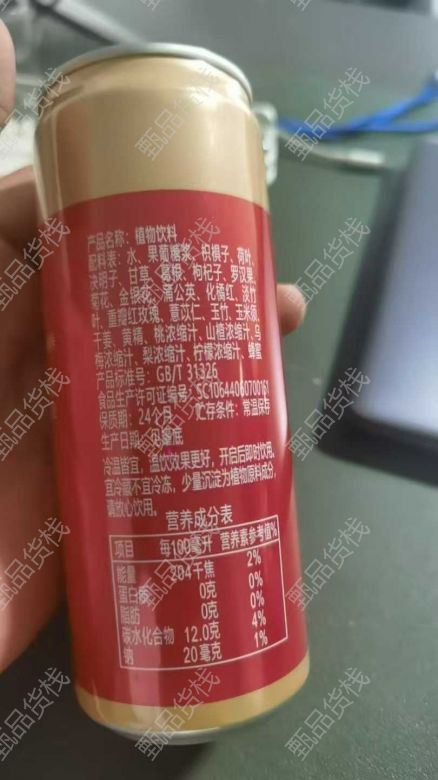 产品名称：植物饮料
配料表：水、果葡糖浆、枳椇子、荷叶、
决明子、甘草、葛根、枸杞子、罗汉果、
菊花、金银花、蒲公英、化橘红、淡竹
叶、重瓣红玫瑰、薏苡仁、玉竹、玉米须、
干姜、黄精、桃浓缩汁、山楂浓缩汁、乌
梅浓缩汁、梨浓缩汁、柠檬浓缩汁、蜂蜜
产品标准号：GB/T 31326
食品生产许可证编号：SC10644060700161
保质期：24个月 贮存条件：常温保存
生产日期：见罐底
冷温皆宜，温饮效果更好，开启后即时饮用，
宜冷藏不宜冷冻，少量沉淀为植物原料成分，
请放心饮用。
营养成分表
项目 每100毫升 营养素参考值%
能量 204千焦 2%
蛋白质 0克 0%
脂肪 0克 0%
碳水化合物 12.0克 4%
钠 20毫克 1%
甄品货栈